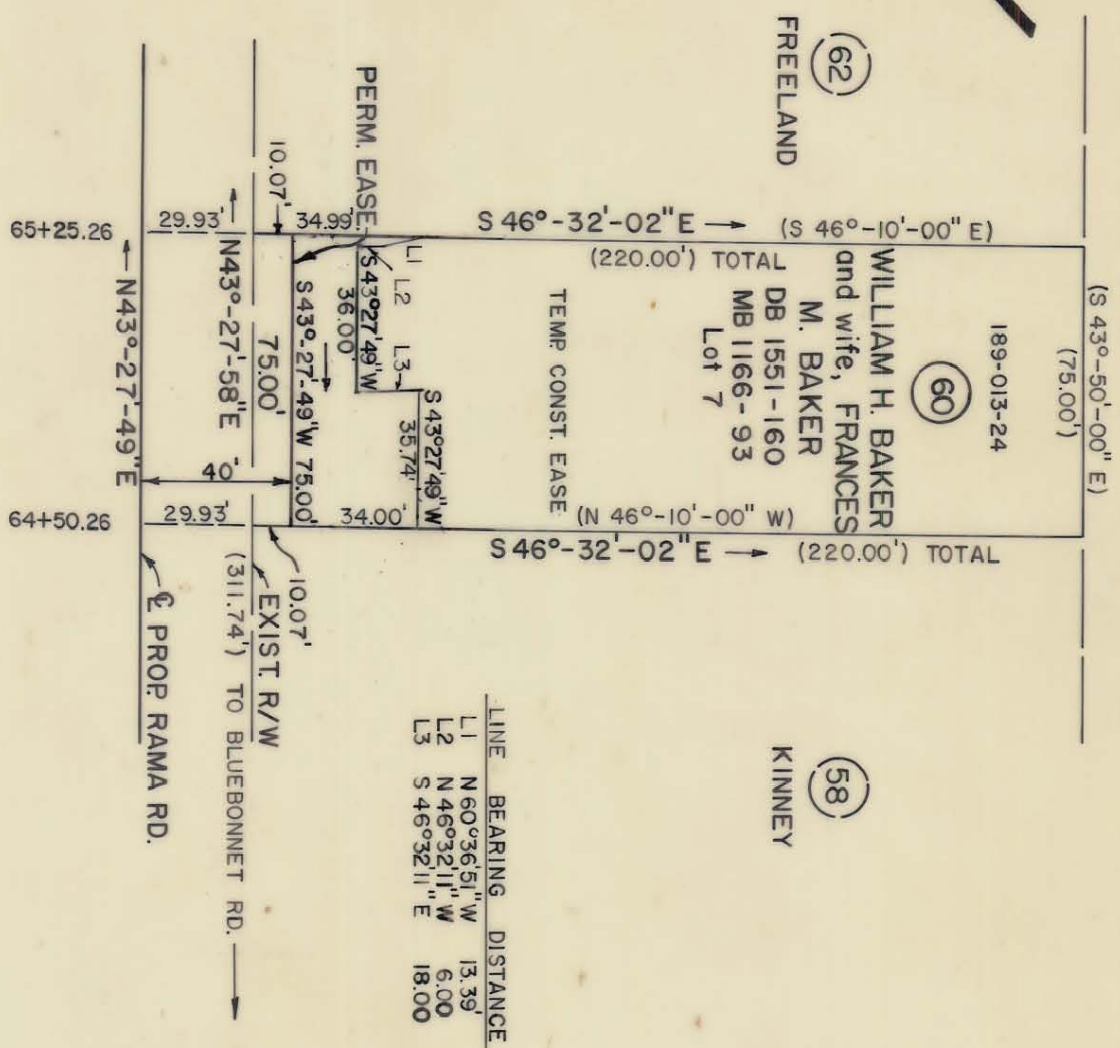 (62)
FREELAND
PERM. EASE.
10.07'
65+25.26
29.93'
34.99'
S 46°-32'-02" E
(S 46°-10'-00" E)
(220.00') TOTAL
(S 43°-50'-00" E)
(75.00')
189-013-24
(60)
WILLIAM H. BAKER
and wife, FRANCES
M. BAKER
DB 1551-160
MB 1166-93
Lot 7
TEMP CONST. EASE
L1
L2
L3
S 43°27'49" W
36.00'
S 43°27'49" W
35.74'
S 43°-27'-49" W 75.00'
75.00'
N43°-27'-58"E
N43°-27'-49"E
40'
64+50.26
29.93'
34.00'
(N 46°-10'-00" W)
S 46°-32'-02" E
(220.00') TOTAL
10.07'
EXIST. R/W
(311.74') TO BLUEBONNET RD.
℄ PROP. RAMA RD.
(58)
KINNEY
LINE BEARING DISTANCE
L1 N 60°36'51" W 13.39'
L2 N 46°32'11" W 6.00
L3 S 46°32'11" E 18.00